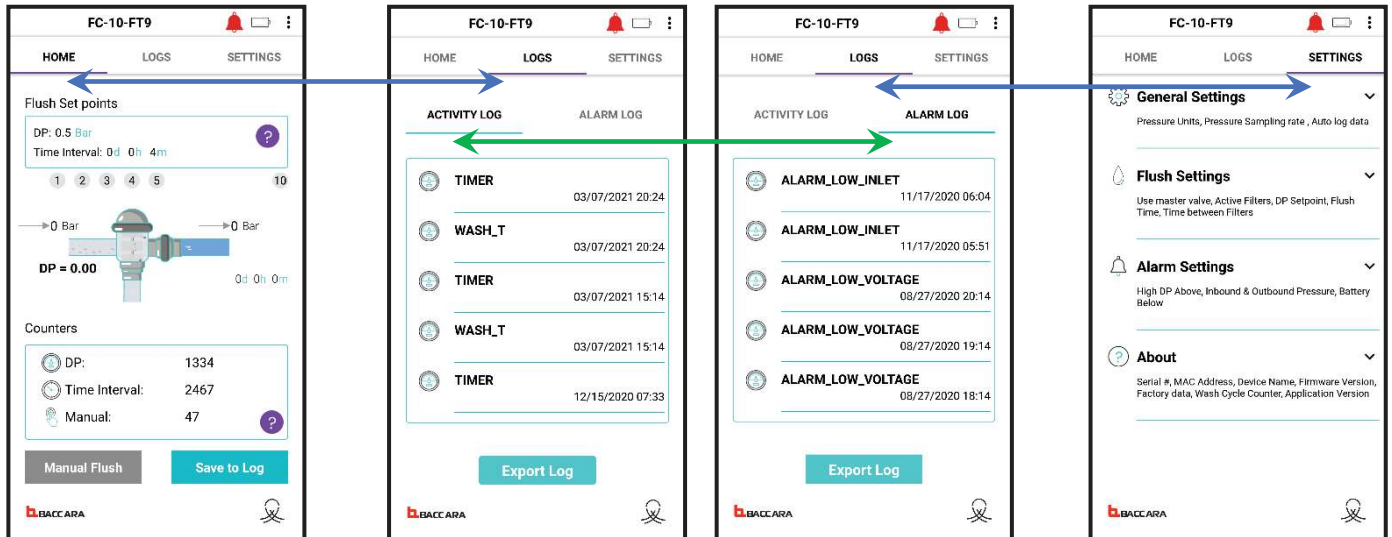 FC-10-FT9
HOME LOGS SETTINGS
Flush Set points
DP: 0.5 Bar
?
Time Interval: 0d 0h 4m
1 2 3 4 5 10
0 Bar 0 Bar
DP = 0.00
0d 0h 0m
Counters
DP: 1334
Time Interval: 2467
Manual: 47
?
Manual Flush Save to Log
BACCARA
FC-10-FT9
HOME LOGS SETTINGS
ACTIVITY LOG ALARM LOG
TIMER
03/07/2021 20:24
WASH_T
03/07/2021 20:24
TIMER
03/07/2021 15:14
WASH_T
03/07/2021 15:14
TIMER
12/15/2020 07:33
Export Log
BACCARA
FC-10-FT9
HOME LOGS SETTINGS
ACTIVITY LOG ALARM LOG
ALARM_LOW_INLET
11/17/2020 06:04
ALARM_LOW_INLET
11/17/2020 05:51
ALARM_LOW_VOLTAGE
08/27/2020 20:14
ALARM_LOW_VOLTAGE
08/27/2020 19:14
ALARM_LOW_VOLTAGE
08/27/2020 18:14
Export Log
BACCARA
FC-10-FT9
HOME LOGS SETTINGS
General Settings
Pressure Units, Pressure Sampling rate , Auto log data
Flush Settings
Use master valve, Active Filters, DP Setpoint, Flush
Time, Time between Filters
Alarm Settings
High DP Above, Inbound & Outbound Pressure, Battery
Below
? About
Serial #, MAC Address, Device Name, Firmware Version,
Factory data, Wash Cycle Counter, Application Version
BACCARA